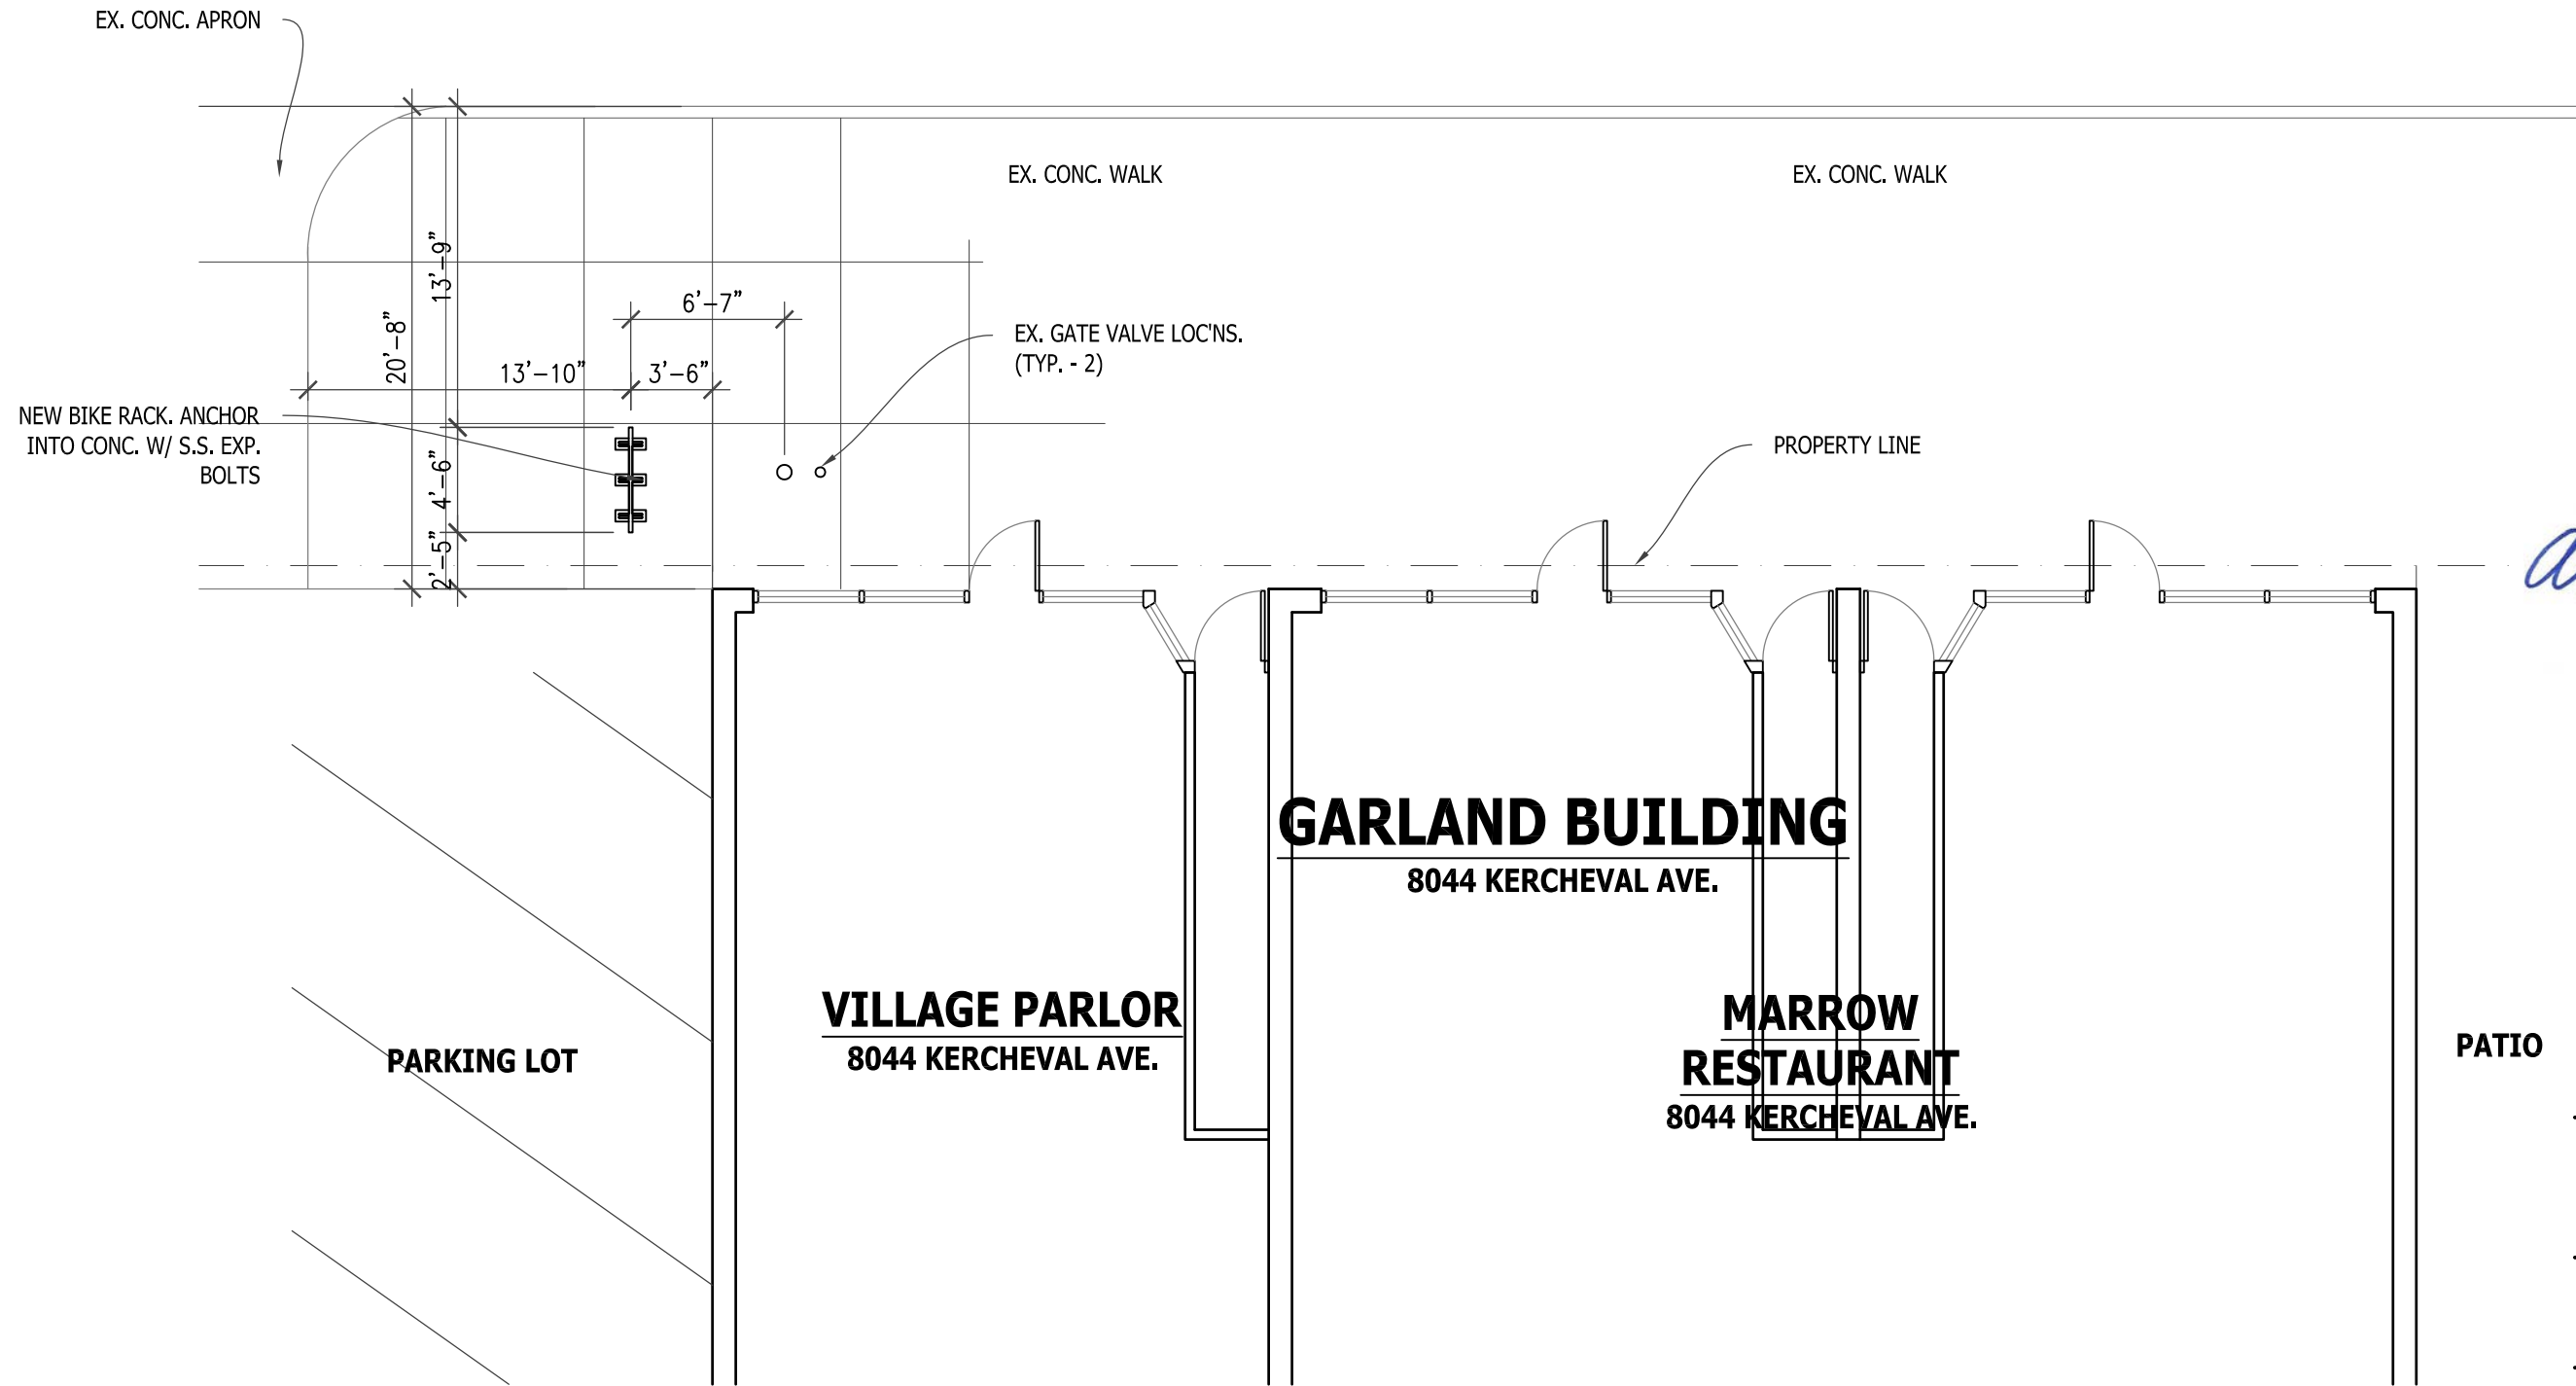 EX. CONC. APRON
EX. CONC. WALK
EX. CONC. WALK
13'-9"
20'-8"
6'-7"
EX. GATE VALVE LOC'NS.
(TYP. - 2)
13'-10"
3'-6"
NEW BIKE RACK. ANCHOR
INTO CONC. W/ S.S. EXP.
BOLTS
4'-6"
PROPERTY LINE
2'-5"
GARLAND BUILDING
8044 KERCHEVAL AVE.
VILLAGE PARLOR
8044 KERCHEVAL AVE.
MARROW
RESTAURANT
8044 KERCHEVAL AVE.
PARKING LOT
PATIO